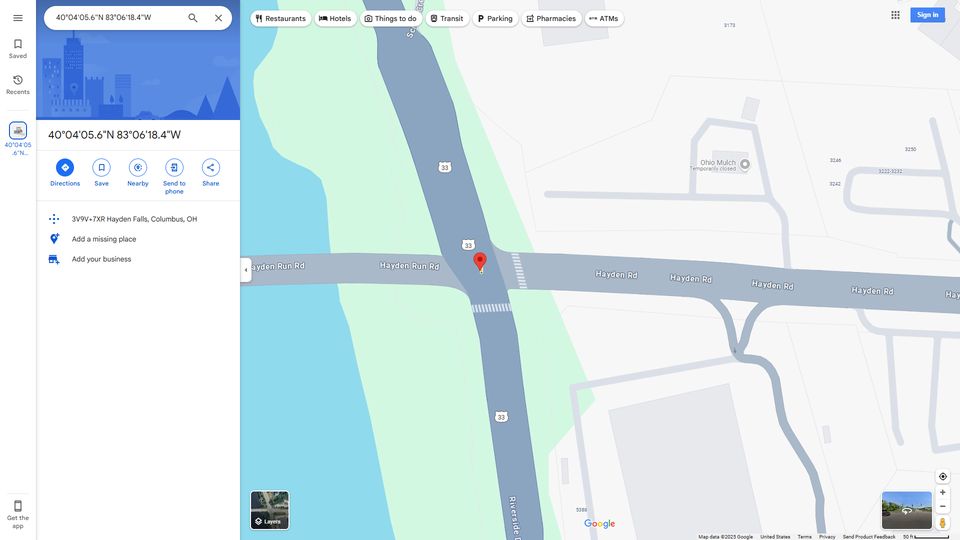 40°04'05.6"N 83°06'18.4"W
Restaurants
Hotels
Things to do
Transit
Parking
Pharmacies
ATMs
Sign in
Saved
Recents
40°04'05
.6"N...
40°04'05.6"N 83°06'18.4"W
Directions
Save
Nearby
Send to
phone
Share
3V9V+7XR Hayden Falls, Columbus, OH
Add a missing place
Add your business
Get the
app
33
33
33
Hayden Run Rd
Hayden Run Rd
Hayden Rd
Hayden Rd
Hayden Rd
Hayden Rd
Ohio Mulch
Temporarily closed
3173
3246
3250
3242
3222-3232
5388
Layers
Google
Map data ©2025 Google
United States
Terms
Privacy
Send Product Feedback
50 ft